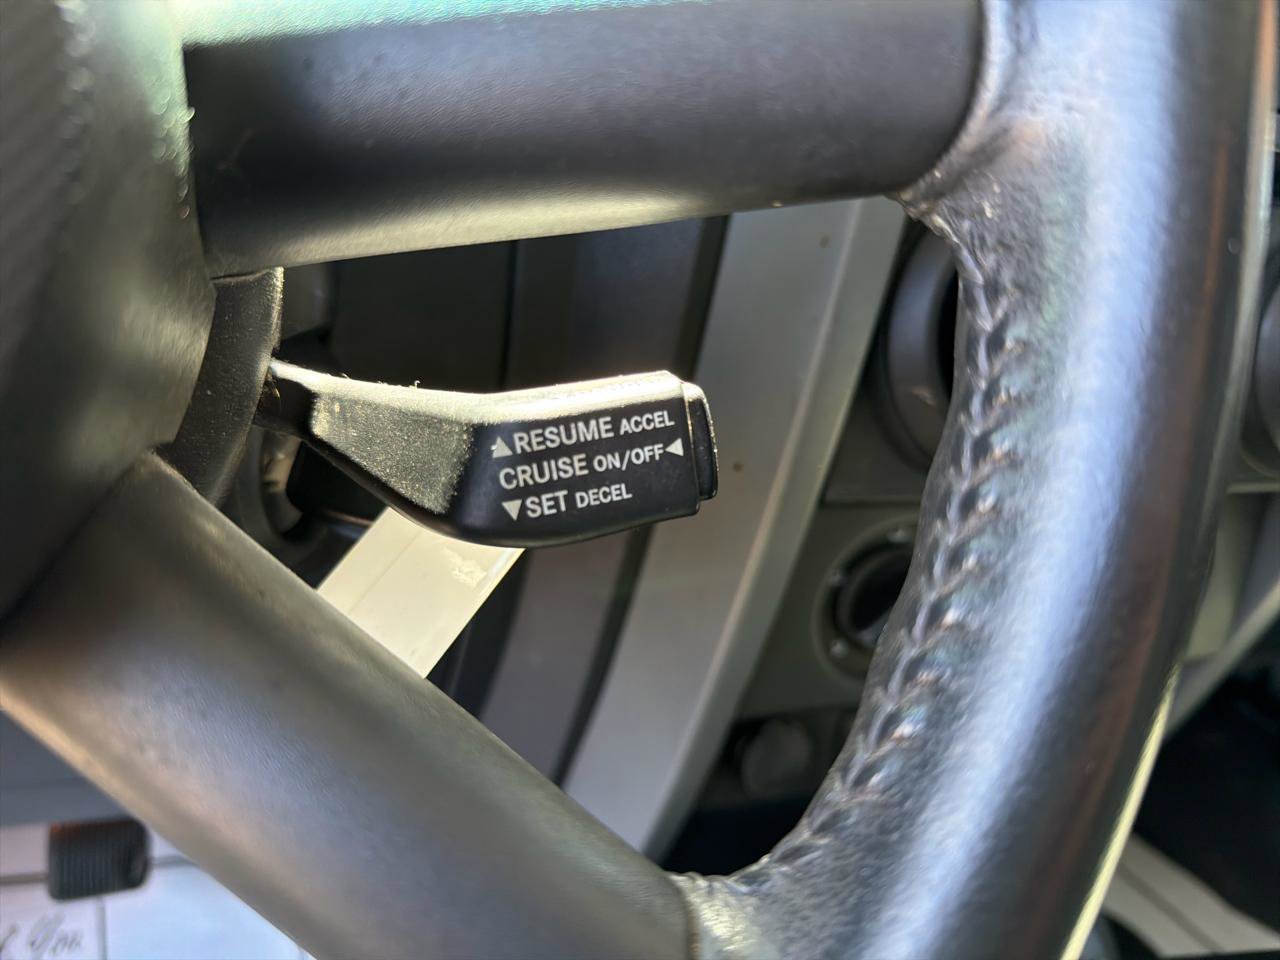 ▲RESUME ACCEL
CRUISE ON/OFF◀
▼SET DECEL